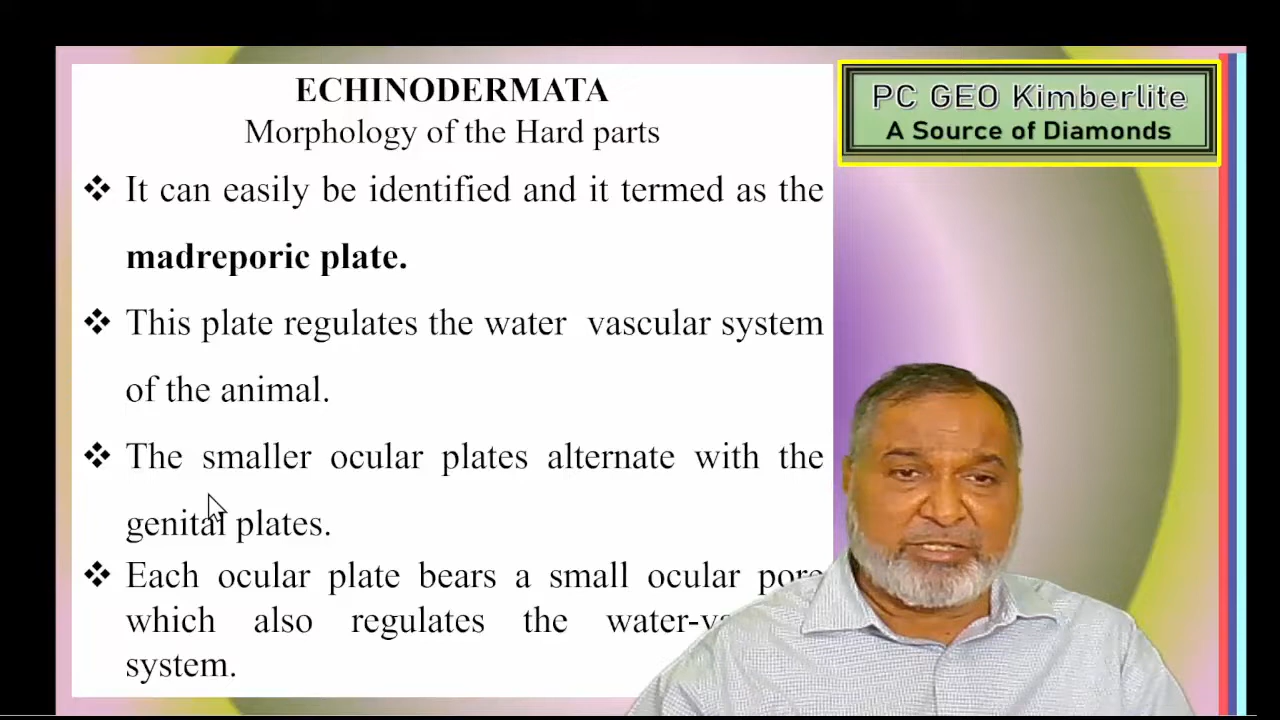 ECHINODERMATA
Morphology of the Hard parts
❖ It can easily be identified and it termed as the
madreporic plate.
❖ This plate regulates the water vascular system
of the animal.
❖ The smaller ocular plates alternate with the
genital plates.
❖ Each ocular plate bears a small ocular pore
which also regulates the
system.
PC GEO Kimberlite
A Source of Diamonds